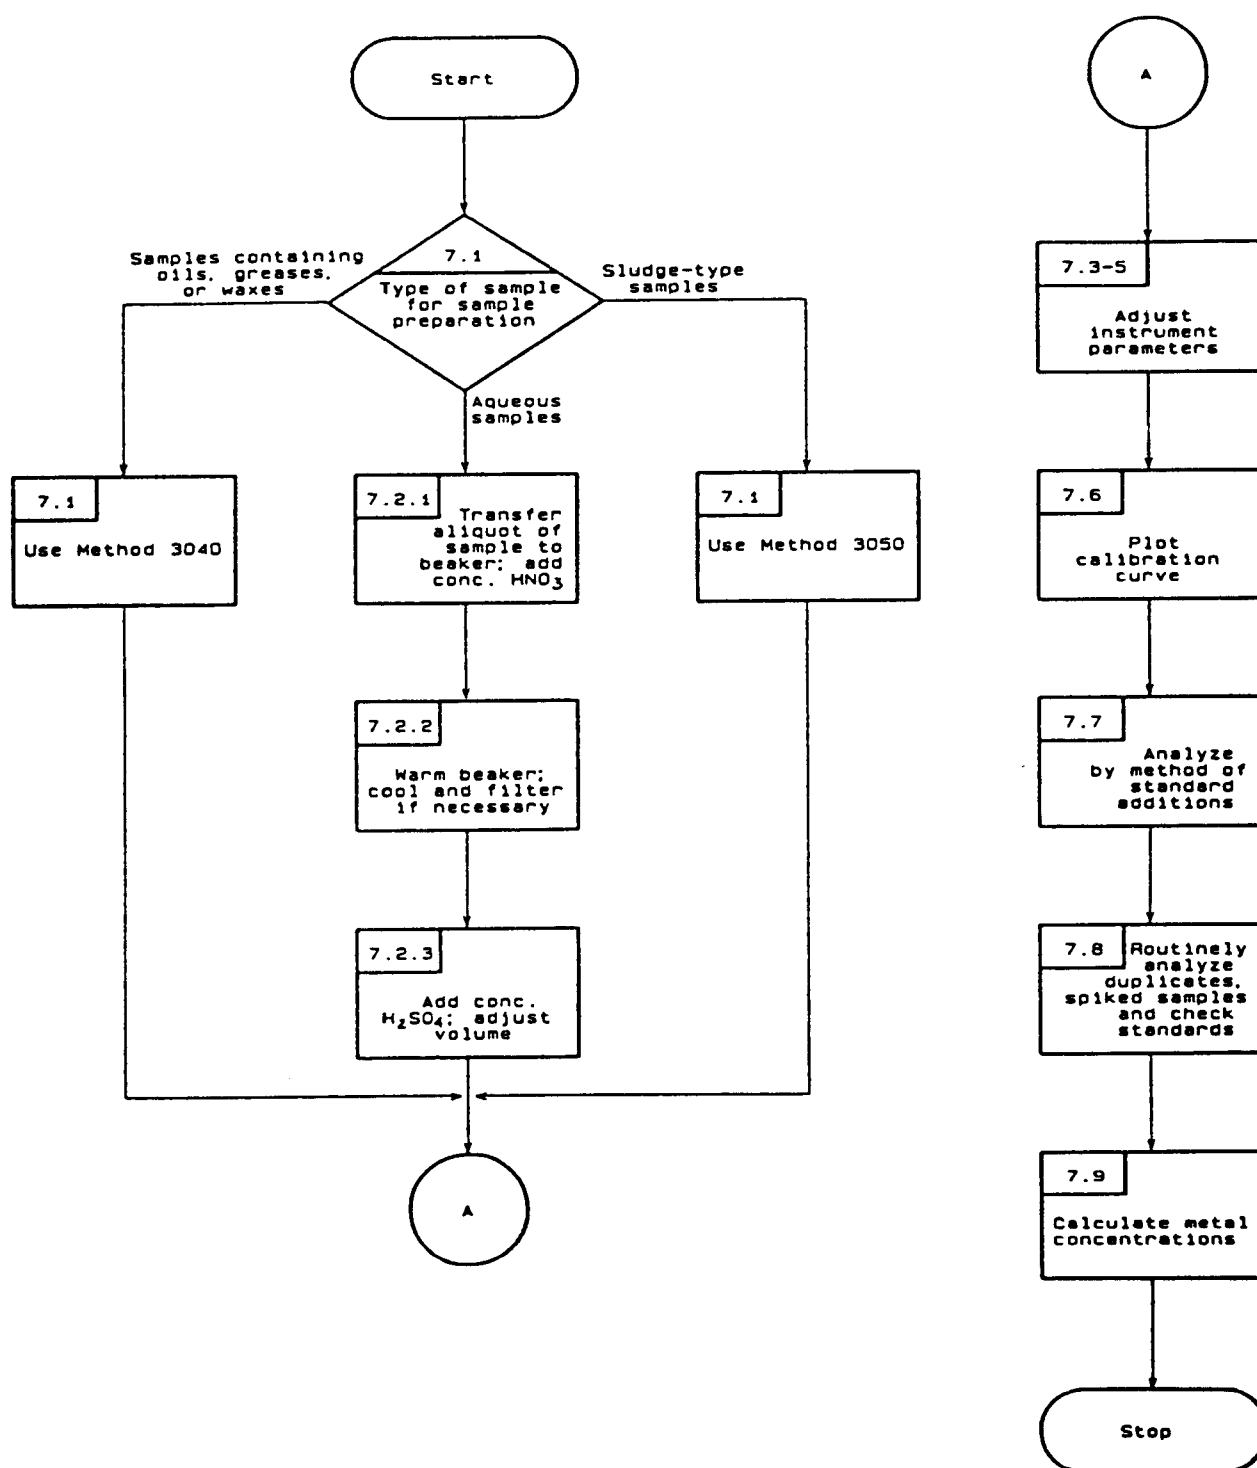 Start
7.1
Type of sample
for sample
preparation
Samples containing
oils, greases,
or waxes
Sludge-type
samples
Aqueous
samples
7.1
Use Method 3040
7.2.1
Transfer
aliquot of
sample to
beaker; add
conc. HNO3
7.1
Use Method 3050
7.2.2
Warm beaker;
cool and filter
if necessary
7.2.3
Add conc.
H2SO4; adjust
volume
A
A
7.3-5
Adjust
instrument
parameters
7.6
Plot
calibration
curve
7.7
Analyze
by method of
standard
additions
7.8 Routinely
analyze
duplicates,
spiked samples
and check
standards
7.9
Calculate metal
concentrations
Stop